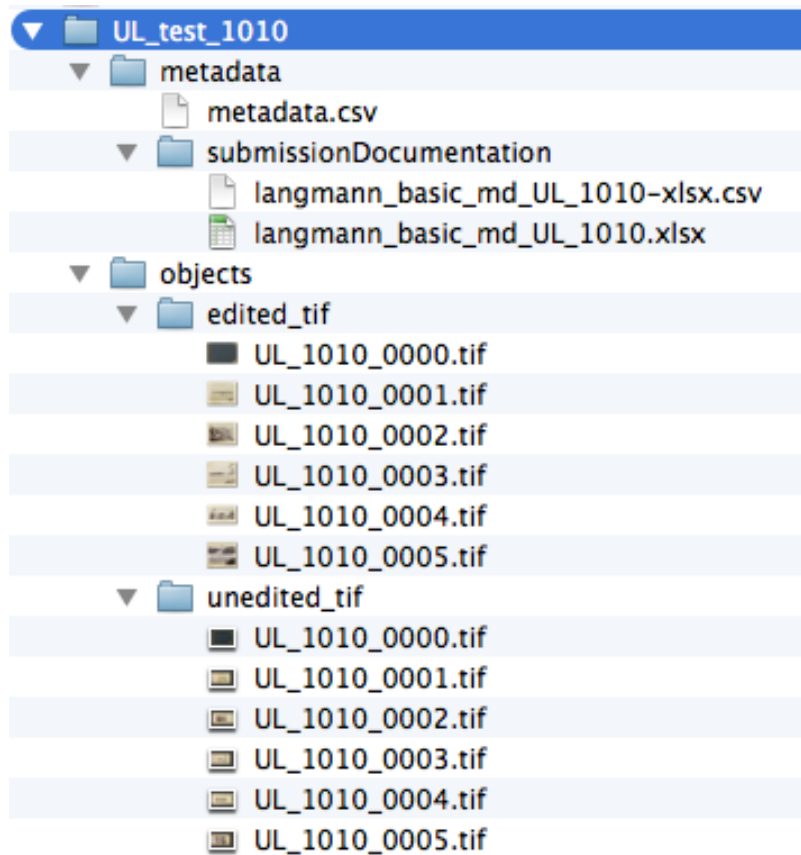 UL_test_1010
metadata
metadata.csv
submissionDocumentation
langmann_basic_md_UL_1010-xlsx.csv
langmann_basic_md_UL_1010.xlsx
objects
edited_tif
UL_1010_0000.tif
UL_1010_0001.tif
UL_1010_0002.tif
UL_1010_0003.tif
UL_1010_0004.tif
UL_1010_0005.tif
unedited_tif
UL_1010_0000.tif
UL_1010_0001.tif
UL_1010_0002.tif
UL_1010_0003.tif
UL_1010_0004.tif
UL_1010_0005.tif